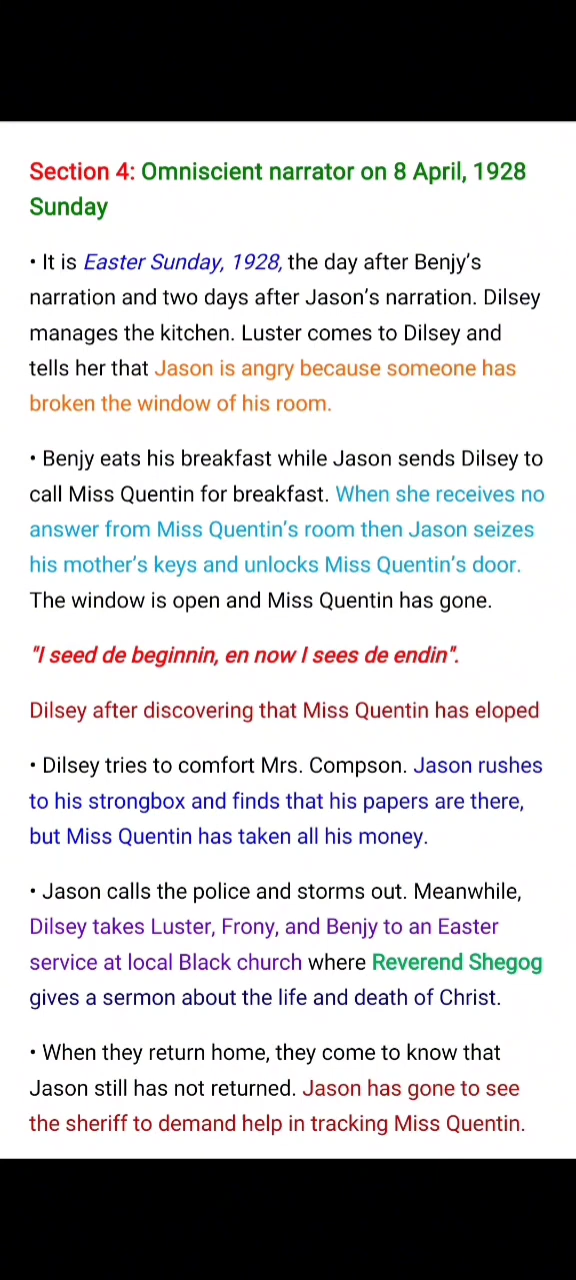 Section 4: Omniscient narrator on 8 April, 1928
Sunday
• It is Easter Sunday, 1928, the day after Benjy's
narration and two days after Jason's narration. Dilsey
manages the kitchen. Luster comes to Dilsey and
tells her that Jason is angry because someone has
broken the window of his room.
• Benjy eats his breakfast while Jason sends Dilsey to
call Miss Quentin for breakfast. When she receives no
answer from Miss Quentin's room then Jason seizes
his mother's keys and unlocks Miss Quentin's door.
The window is open and Miss Quentin has gone.
"I seed de beginnin, en now I sees de endin".
Dilsey after discovering that Miss Quentin has eloped
• Dilsey tries to comfort Mrs. Compson. Jason rushes
to his strongbox and finds that his papers are there,
but Miss Quentin has taken all his money.
• Jason calls the police and storms out. Meanwhile,
Dilsey takes Luster, Frony, and Benjy to an Easter
service at local Black church where Reverend Shegog
gives a sermon about the life and death of Christ.
• When they return home, they come to know that
Jason still has not returned. Jason has gone to see
the sheriff to demand help in tracking Miss Quentin.